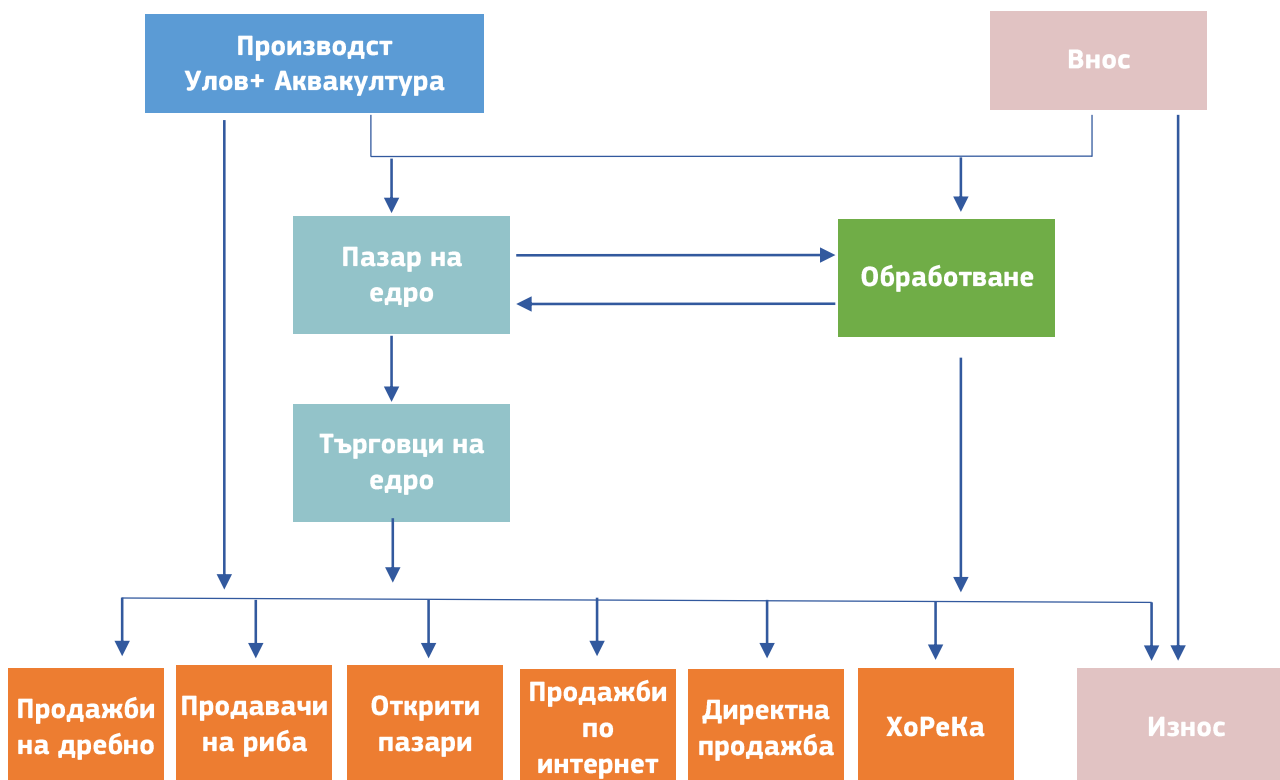 Производст
Улов+ Аквакултура
Внос
Пазар на
едро
Обработване
Търговци на
едро
Продажби
на дребно
Продавачи
на риба
Открити
пазари
Продажби
по
интернет
Директна
продажба
ХоРеКа
Износ